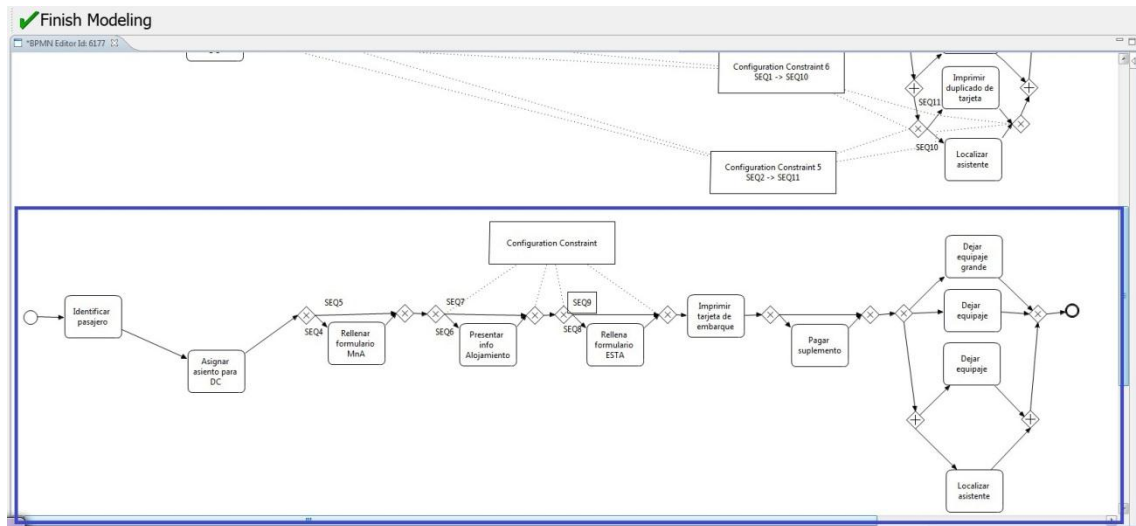 Finish Modeling
*BPMN Editor Id: 6177
Configuration Constraint 6
SEQ1 -> SEQ10
Imprimir
duplicado de
tarjeta
SEQ11
SEQ10
Localizar
asistente
Configuration Constraint 5
SEQ2 -> SEQ11
Configuration Constraint
Dejar
equipaje
grande
Identificar
pasajero
SEQ5
SEQ7
SEQ9
Imprimir
tarjeta de
embarque
Dejar
equipaje
SEQ4
Rellenar
formulario
MnA
SEQ6
Presentar
info
Alojamiento
SEQ8
Rellena
formulario
ESTA
Pagar
suplemento
Asignar
asiento para
DC
Dejar
equipaje
Localizar
asistente